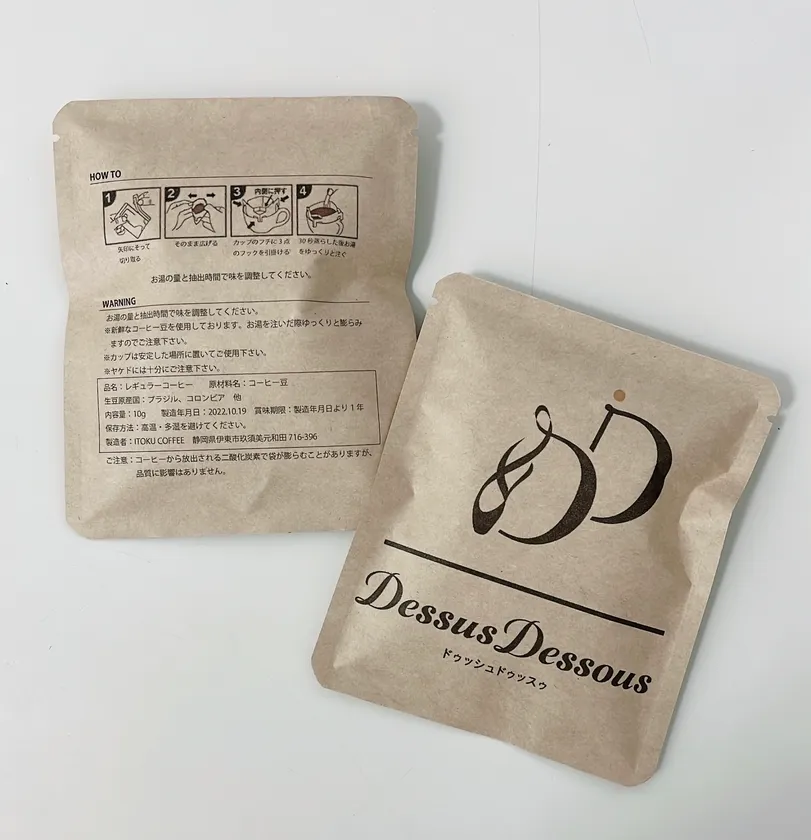 HOW TO
1
2
3 内側に押す
4
矢印にそって
切り取る
そのまま広げる
カップのフチに3点
のフックを引掛ける
30秒蒸らした後お湯
をゆっくりと注ぐ
お湯の量と抽出時間で味を調整してください。
WARNING
お湯の量と抽出時間で味を調整してください。
※新鮮なコーヒー豆を使用しております、お湯を注いだ際ゆっくりと膨らみ
ますのでご注意下さい。
※カップは安定した場所に置いてご使用下さい。
※ヤケドには十分にご注意下さい。
品名:レギュラーコーヒー 原材料名:コーヒー豆
生豆原産国:ブラジル、コロンビア 他
内容量:10g 製造年月日:2022.10.19 賞味期限:製造年月日より1年
保存方法:高温・多湿を避けてください。
製造者:ITOKU COFFEE 静岡県伊東市玖須美元和田 716-396
ご注意:コーヒーから放出される二酸化炭素で袋が膨らむことがありますが、
品質に影響はありません。
DD
Dessus Dessous
ドゥッシュドゥッスゥ